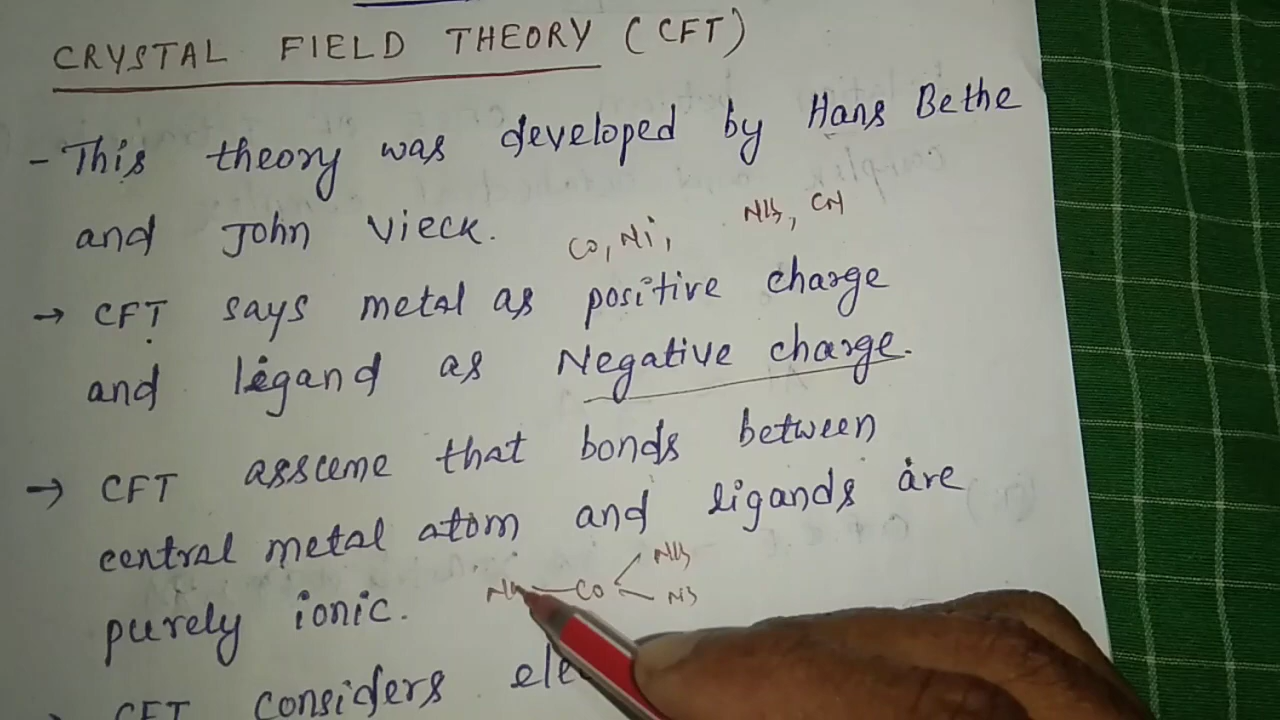 CRYSTAL FIELD THEORY (CFT)
- This theory was developed by Hans Bethe
and John Vieck.
Co, Ni, NH3, CN
→ CFT says metal as positive charge
and ligand as Negative charge.
→ CFT assume that bonds between
central metal atom and ligands are
purely ionic.
Co NH3
CFT considers ele